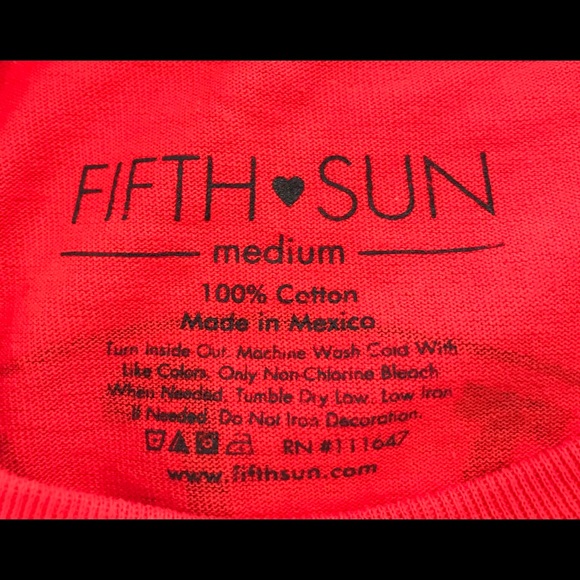 FIFTH♥SUN
medium
100% Cotton
Made in Mexico
Turn Inside Out. Machine Wash Cold With
Like Colors. Only Non-Chlorine Bleach
When Needed. Tumble Dry Low. Low Iron
If Needed. Do Not Iron Decoration.
RN #111647
www.fifthsun.com